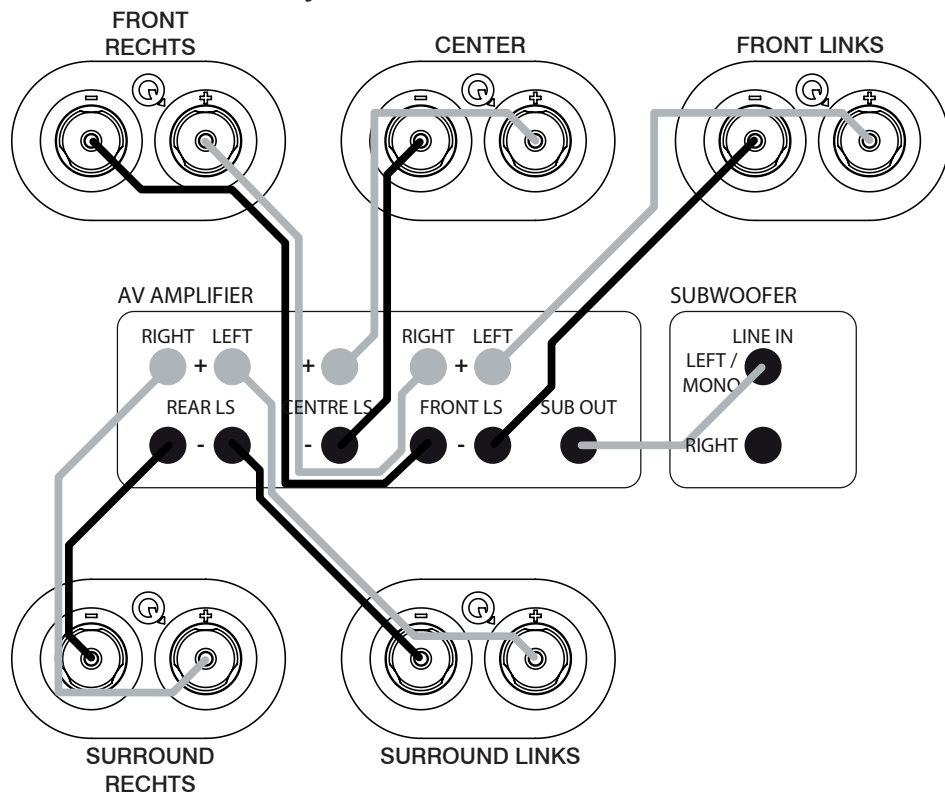 FRONT
RECHTS
CENTER
FRONT LINKS
- +
- +
- +
AV AMPLIFIER
SUBWOOFER
RIGHT LEFT
RIGHT LEFT
LINE IN
+
+
+
LEFT /
MONO
REAR LS
CENTRE LS
FRONT LS
SUB OUT
-
-
-
RIGHT
- +
- +
SURROUND
RECHTS
SURROUND LINKS